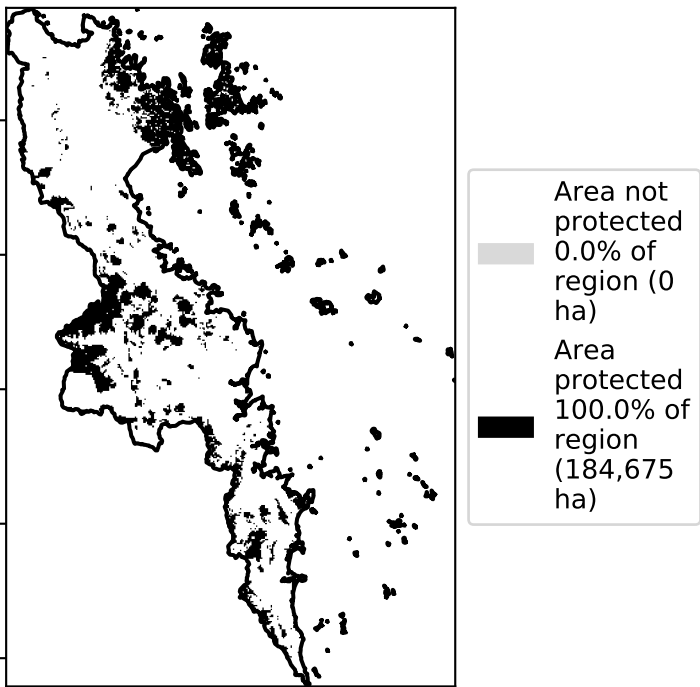 Area not
protected
0.0% of
region (0
ha)
Area
protected
100.0% of
region
(184,675
ha)